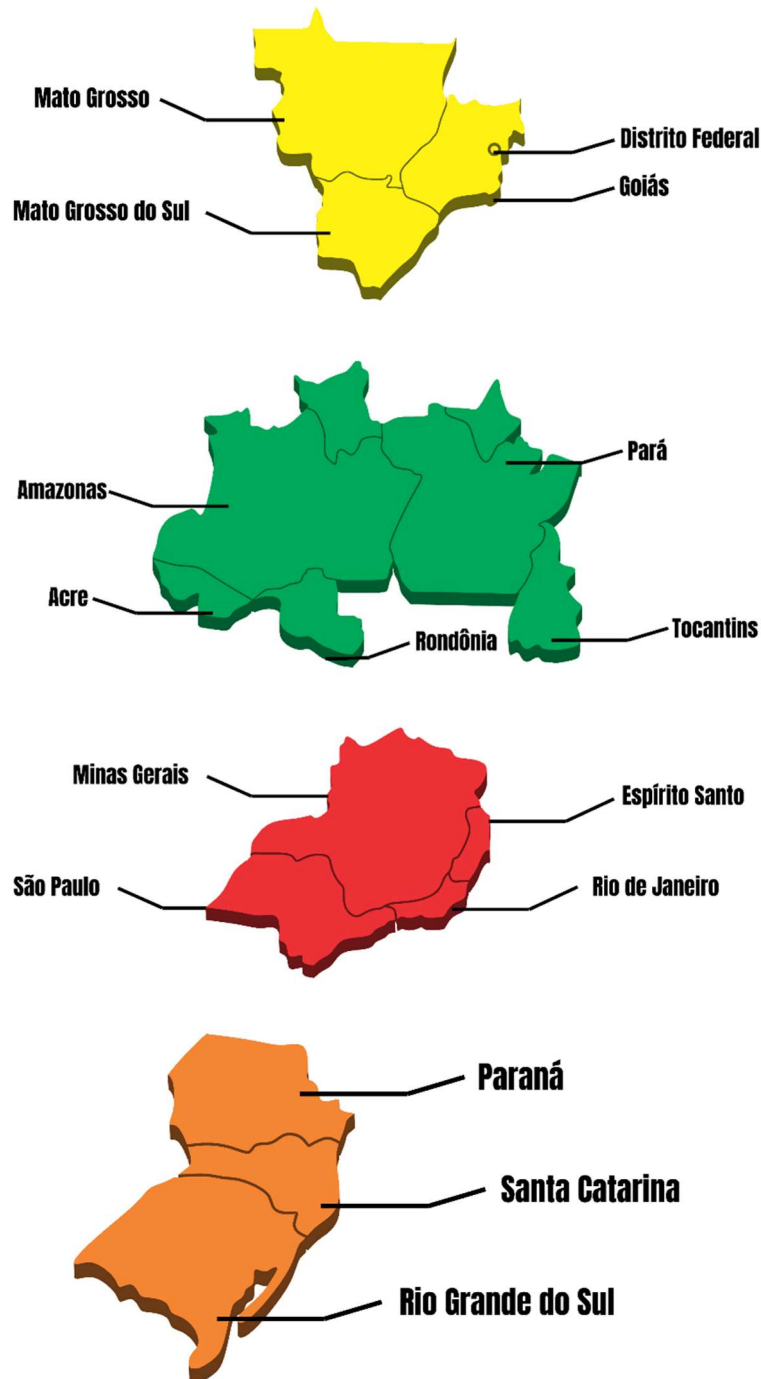 Mato Grosso
Distrito Federal
Goiás
Mato Grosso do Sul
Pará
Amazonas
Acre
Rondônia
Tocantins
Minas Gerais
Espírito Santo
São Paulo
Rio de Janeiro
Paraná
Santa Catarina
Rio Grande do Sul